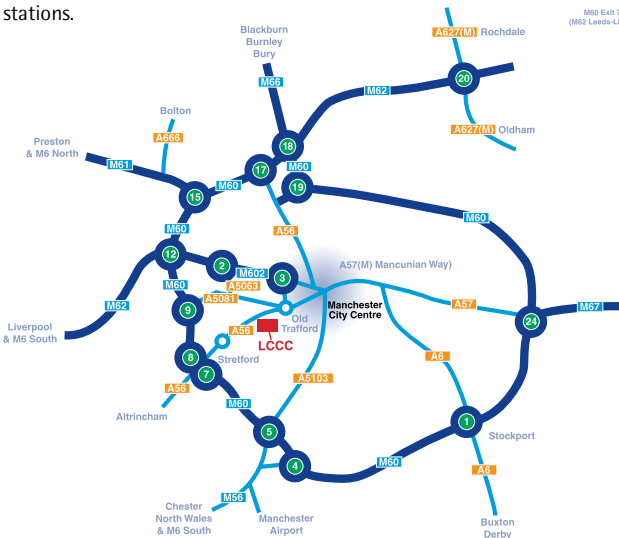 stations.
M60 Exit 7
(M62 Leeds-Li
A627(M) Rochdale
Blackburn
Burnley
Bury
20
M66
M62
Bolton
A627(M) Oldham
A666
Preston
& M6 North
18
M61
M60
17
M60
19
15
M60
M60
A56
12
2
M602
3
A57(M) Mancunian Way)
M60
A5063
A5081
A57
M62
9
Manchester
City Centre
M67
Old
Trafford
24
Liverpool
& M6 South
A56
LCCC
Stretford
A6
8
7
A5103
A56
M60
Altrincham
1
5
Stockport
4
M60
A6
M56
Chester
North Wales
& M6 South
Manchester
Airport
Buxton
Derby